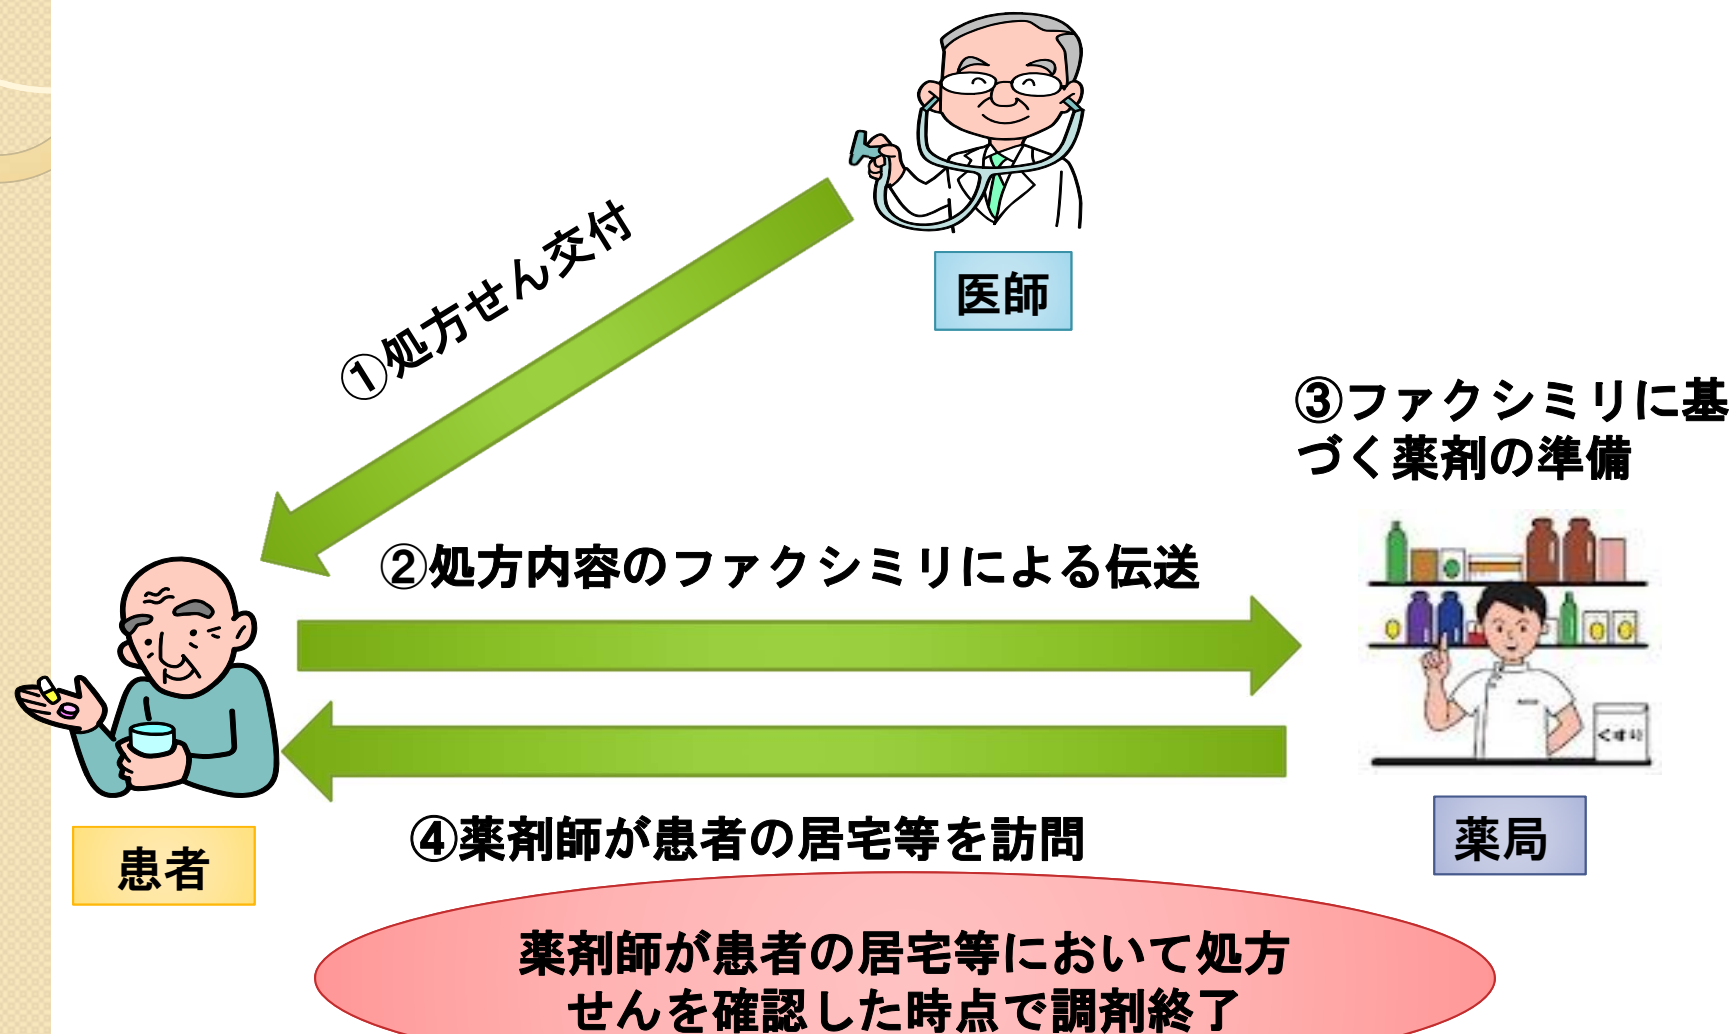 医師
①処方せん交付
③ファクシミリに基
づく薬剤の準備
②処方内容のファクシミリによる伝送
くすり
④薬剤師が患者の居宅等を訪問
患者
薬局
薬剤師が患者の居宅等において処方
せんを確認した時点で調剤終了